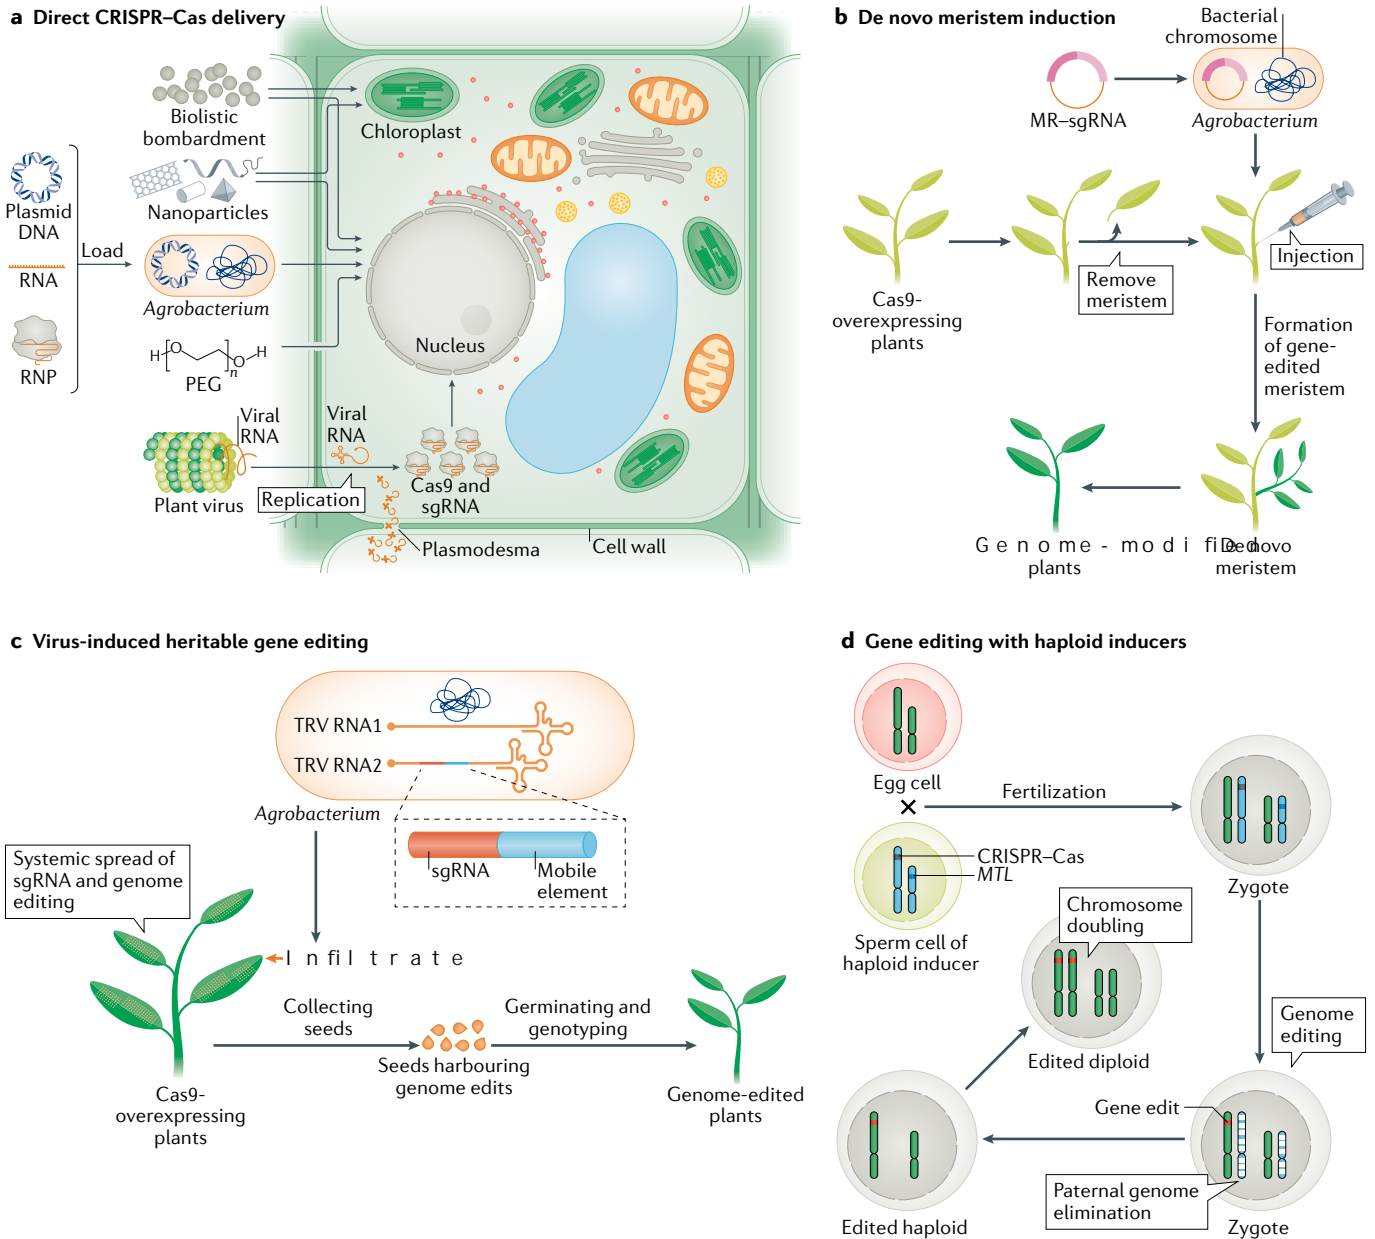 a Direct CRISPR–Cas delivery
Biolistic
bombardment
Chloroplast
Plasmid
DNA
Nanoparticles
Load
RNA
Agrobacterium
RNP
H
O
n
O
H
PEG
Nucleus
Viral
RNA
Viral
RNA
Plant virus
Replication
Cas9 and
sgRNA
Plasmodesma
Cell wall
b De novo meristem induction
Bacterial
chromosome
MR–sgRNA
Agrobacterium
Cas9-
overexpressing
plants
Remove
meristem
Injection
Formation
of gene-
edited
meristem
Genome-modified
plants
De novo
meristem
c Virus-induced heritable gene editing
TRV RNA1
TRV RNA2
Agrobacterium
sgRNA
Mobile
element
Systemic spread of
sgRNA and genome
editing
Infiltrate
Collecting
seeds
Germinating and
genotyping
Seeds harbouring
genome edits
Cas9-
overexpressing
plants
Genome-edited
plants
d Gene editing with haploid inducers
Egg cell
Fertilization
CRISPR–Cas
MTL
Sperm cell of
haploid inducer
Zygote
Chromosome
doubling
Edited diploid
Genome
editing
Gene edit
Paternal genome
elimination
Edited haploid
Zygote